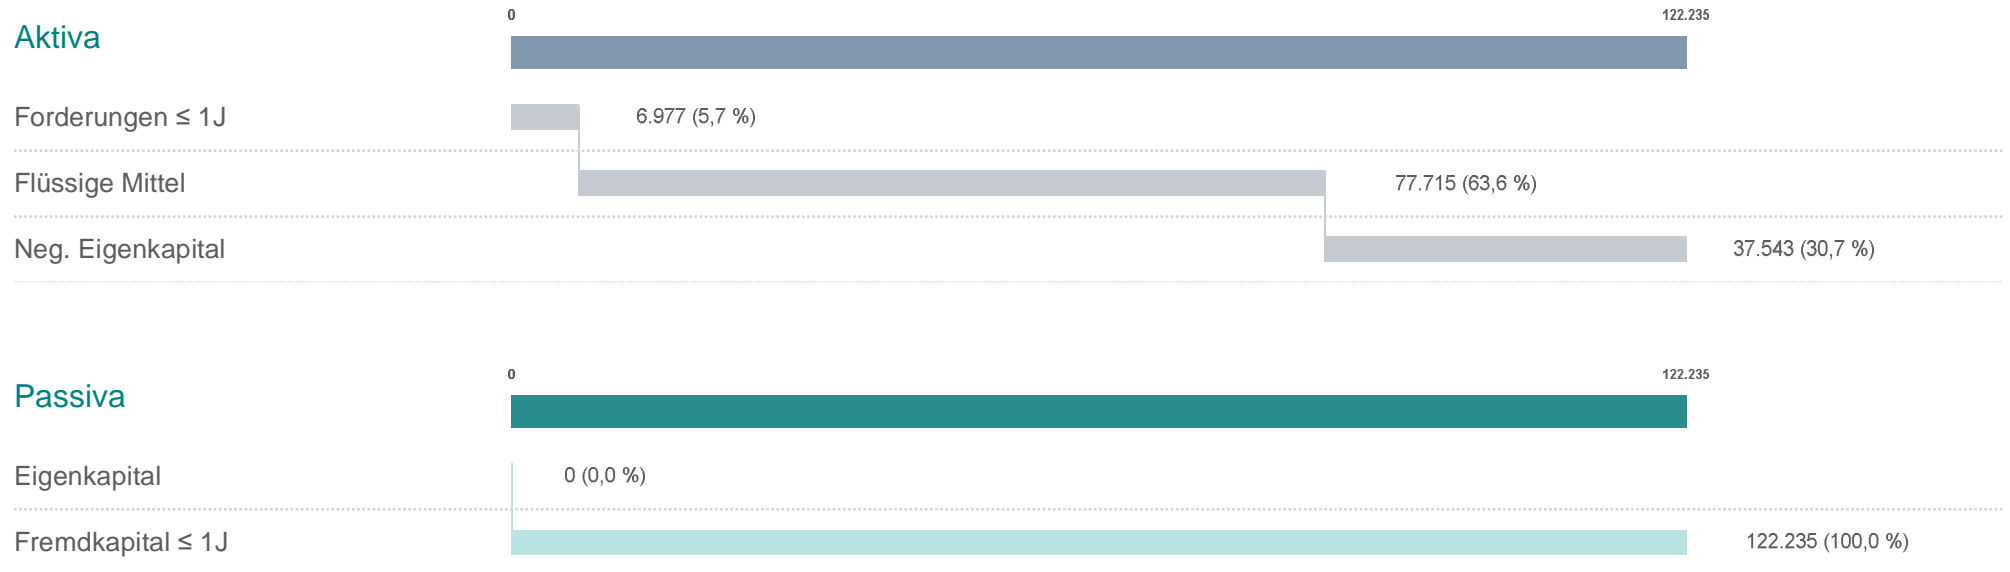 0 122.235
Aktiva
Forderungen ≤ 1J 6.977 (5,7 %)
Flüssige Mittel 77.715 (63,6 %)
Neg. Eigenkapital 37.543 (30,7 %)
0 122.235
Passiva
Eigenkapital 0 (0,0 %)
Fremdkapital ≤ 1J 122.235 (100,0 %)